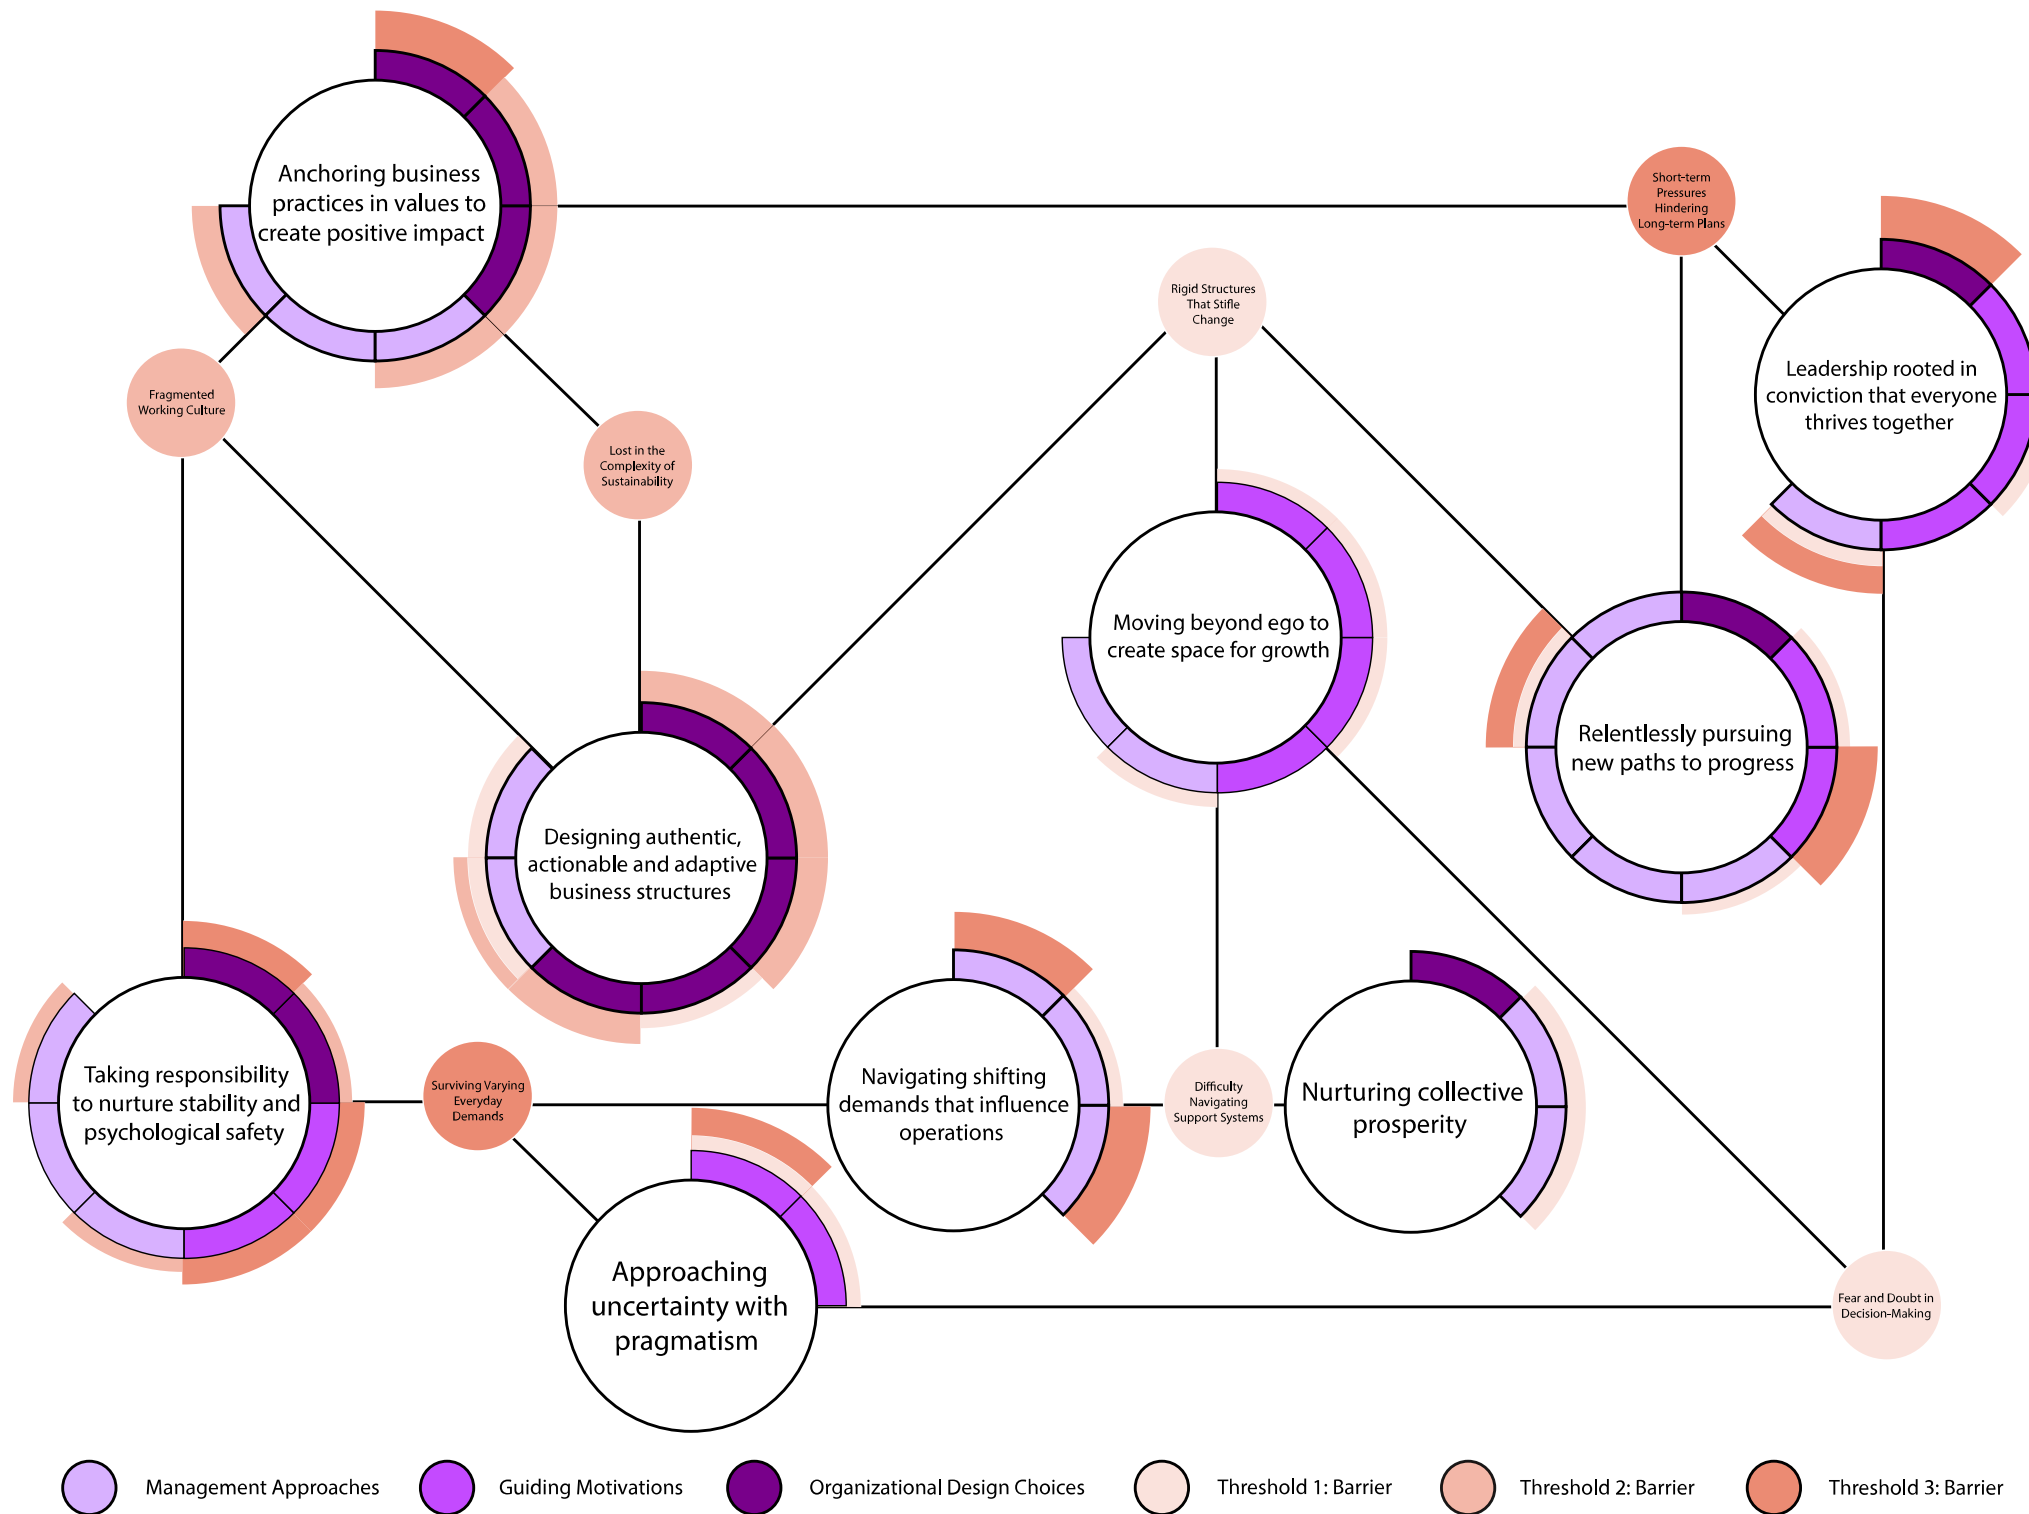 Anchoring business
practices in values to
create positive impact
Short-term
Pressures
Hindering
Long-term Plans
Rigid Structures
That Stifle
Change
Leadership rooted in
conviction that everyone
thrives together
Fragmented
Working Culture
Lost in the
Complexity of
Sustainability
Moving beyond ego to
create space for growth
Relentlessly pursuing
new paths to progress
Designing authentic,
actionable and adaptive
business structures
Taking responsibility
to nurture stability and
psychological safety
Surviving Varying
Everyday
Demands
Navigating shifting
demands that influence
operations
Difficulty
Navigating
Support Systems
Nurturing collective
prosperity
Approaching
uncertainty with
pragmatism
Fear and Doubt in
Decision-Making
Management Approaches
Guiding Motivations
Organizational Design Choices
Threshold 1: Barrier
Threshold 2: Barrier
Threshold 3: Barrier